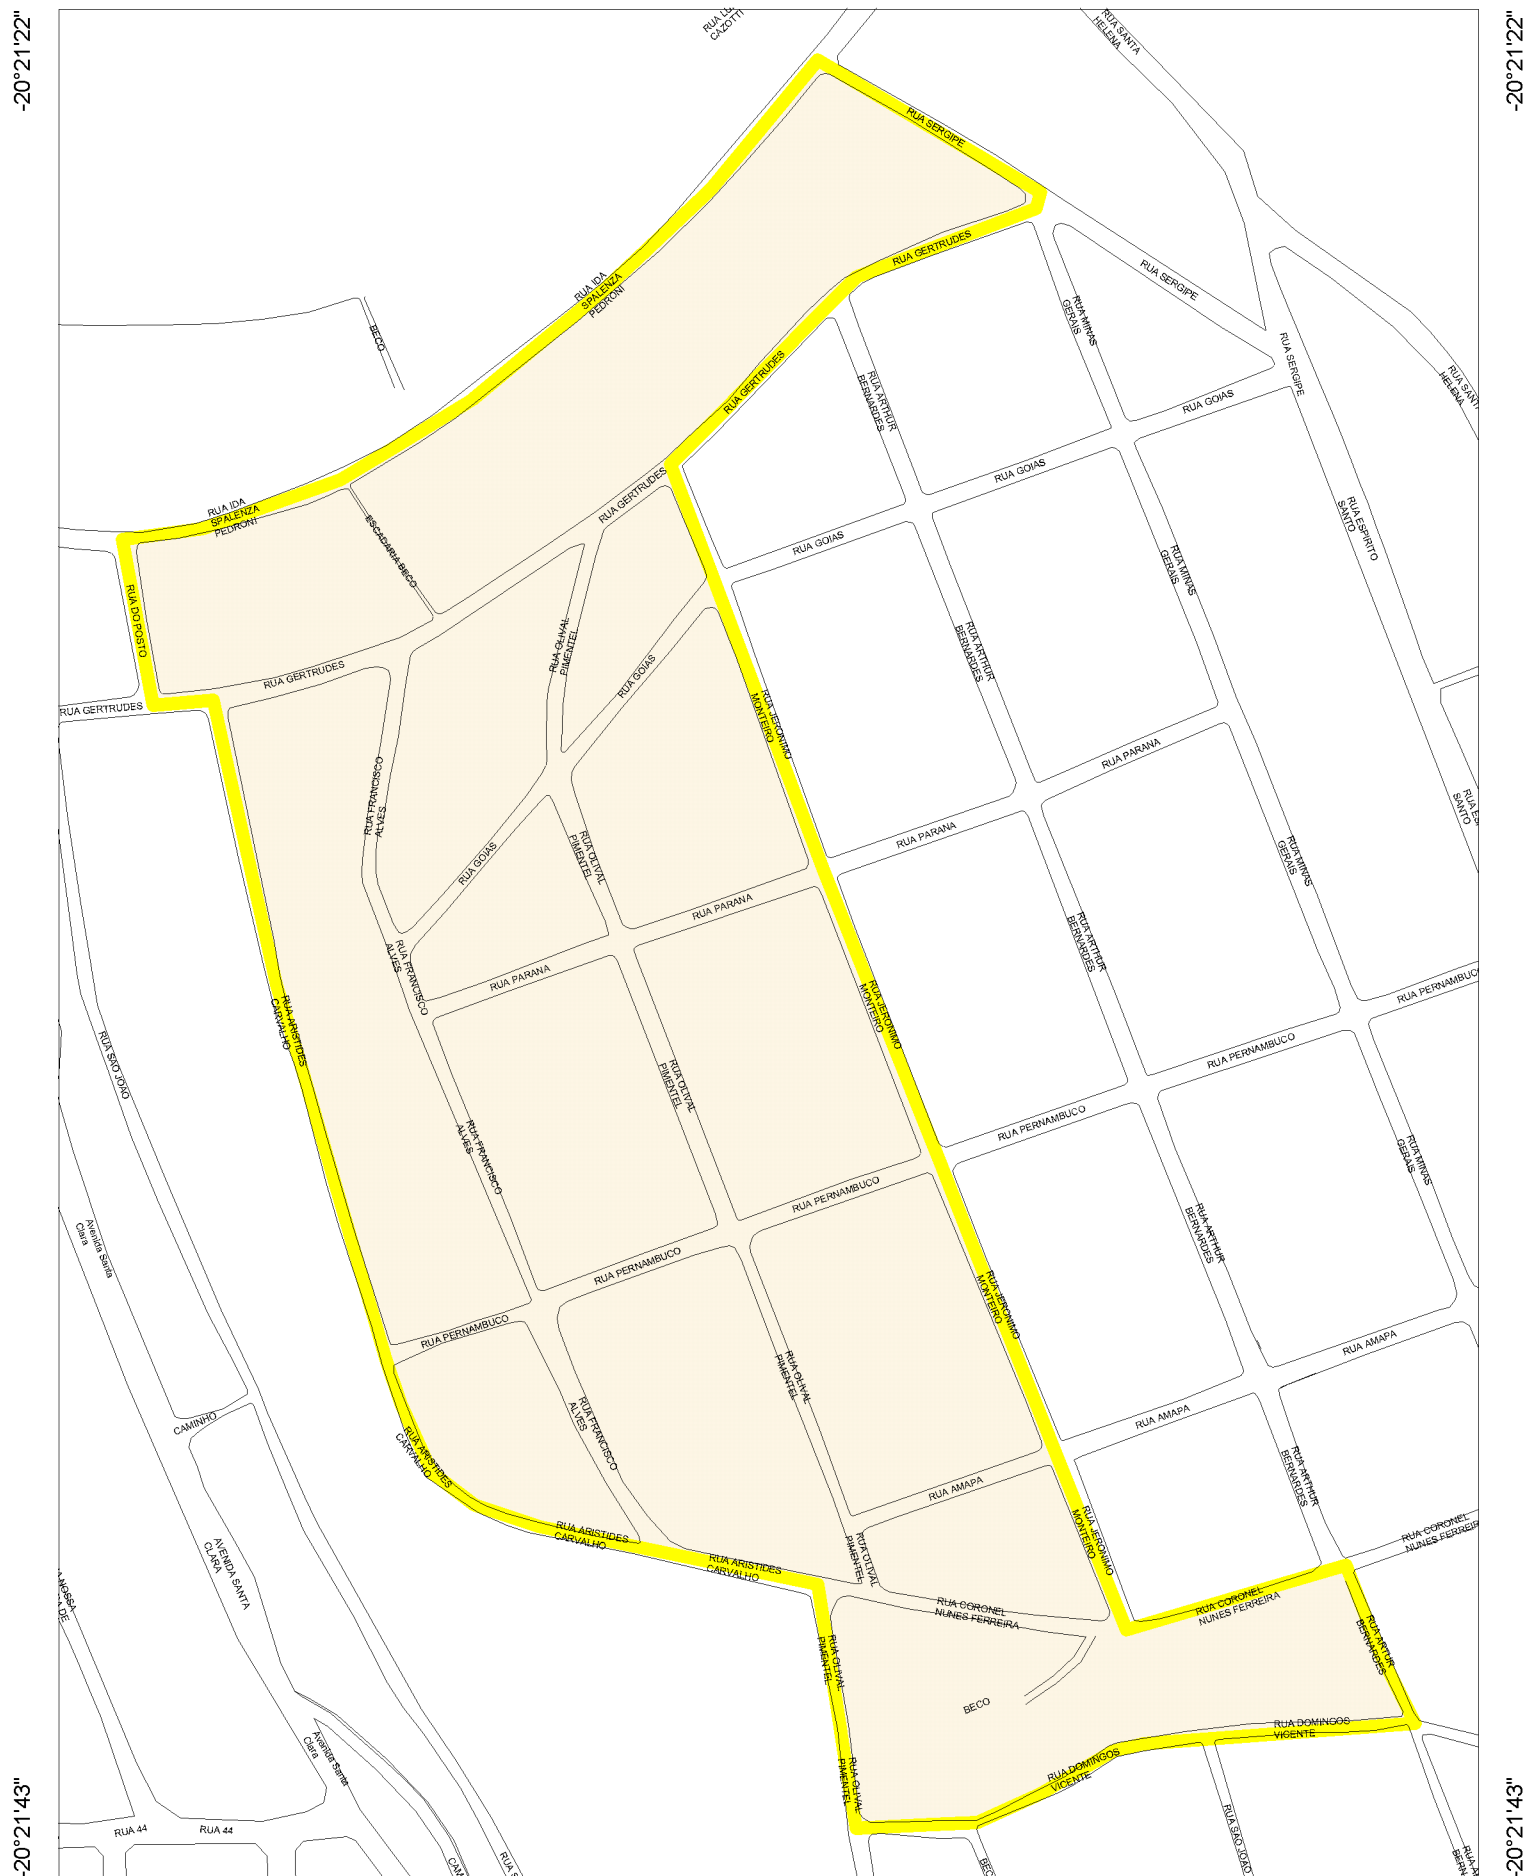 -20°21'22"
-20°21'22"
CAZOTTI
RUA SANTA
HELENA
RUA SERGIPE
RUA GERTRUDES
RUA SERGIPE
RUA IDA
SPALENZA
PEDRONI
BECO
RUA MINAS
GERAIS
RUA SERGIPE
RUA GERTRUDES
RUA ARTHUR
BERNARDES
RUA GOIAS
HELENA
RUA GERTRUDES
RUA GOIAS
RUA IDA
SPALENZA
PEDRONI
ESCADARIA BECO
RUA GOIAS
RUA ESPIRITO
SANTO
RUA MINAS
GERAIS
RUA DO POSTO
RUA OLIVAL
PIMENTEL
RUA ARTHUR
BERNARDES
RUA GERTRUDES
RUA GOIAS
RUA GERTRUDES
RUA JERONIMO
MONTEIRO
RUA PARANA
RUA FRANCISCO
ALVES
SANTO
RUA PARANA
RUA GOIAS
RUA OLIVAL
PIMENTEL
RUA MINAS
GERAIS
RUA PARANA
RUA ARTHUR
BERNARDES
RUA FRANCISCO
ALVES
RUA PARANA
RUA PERNAMBUCO
RUA JERONIMO
MONTEIRO
RUA ARISTIDES
CARVALHO
RUA SAO JOAO
RUA PERNAMBUCO
RUA OLIVAL
PIMENTEL
RUA PERNAMBUCO
RUA FRANCISCO
ALVES
RUA MINAS
GERAIS
RUA PERNAMBUCO
RUA ARTHUR
BERNARDES
Avenida Santa
Clara
RUA PERNAMBUCO
RUA JERONIMO
MONTEIRO
RUA PERNAMBUCO
RUA AMAPA
RUA OLIVAL
PIMENTEL
RUA AMAPA
CAMINHO
RUA FRANCISCO
ALVES
RUA ARISTIDES
CARVALHO
RUA ARTHUR
BERNARDES
RUA AMAPA
RUA CORONEL
NUNES FERREIR
RUA ARISTIDES
CARVALHO
RUA JERONIMO
MONTEIRO
RUA OLIVAL
PIMENTEL
RUA ARISTIDES
CARVALHO
AVENIDA SANTA
CLARA
RUA CORONEL
NUNES FERREIRA
RUA CORONEL
NUNES FERREIRA
RUA ARTUR
BERNARDES
RUA OLIVAL
PIMENTEL
BECO
RUA DOMINGOS
VICENTE
Avenida Santa
Clara
RUA DOMINGOS
VICENTE
RUA OLIVAL
PIMENTEL
RUA 44
RUA 44
RUA SAO JOAO
-20°21'43"
-20°21'43"